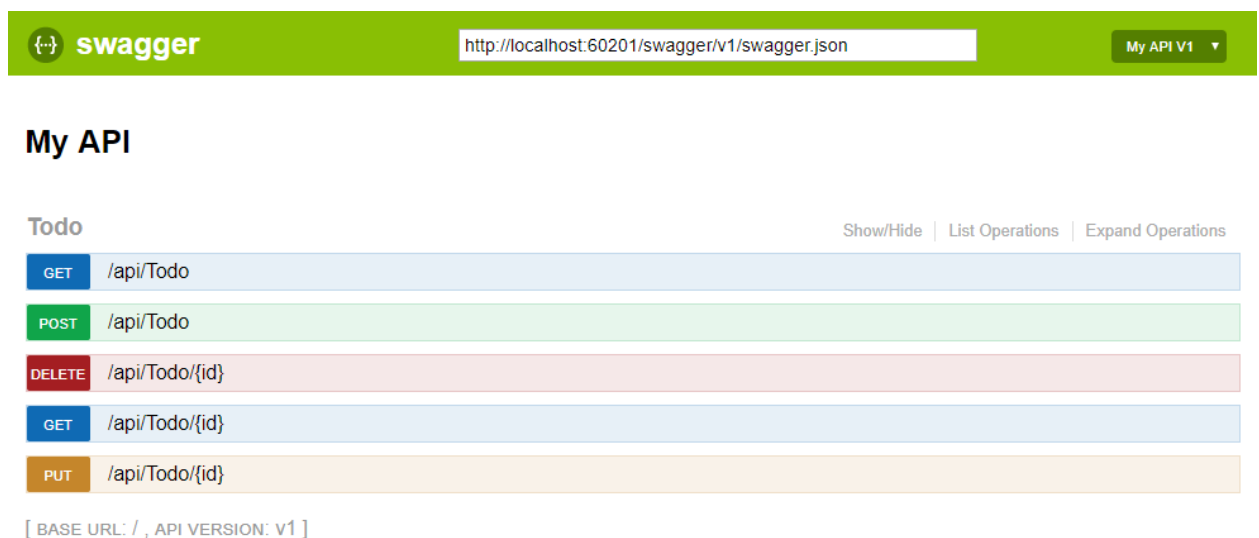 {···} swagger http://localhost:60201/swagger/v1/swagger.json My API V1 ▼
My API
Todo Show/Hide List Operations Expand Operations
GET /api/Todo
POST /api/Todo
DELETE /api/Todo/{id}
GET /api/Todo/{id}
PUT /api/Todo/{id}
[ BASE URL: / , API VERSION: V1 ]